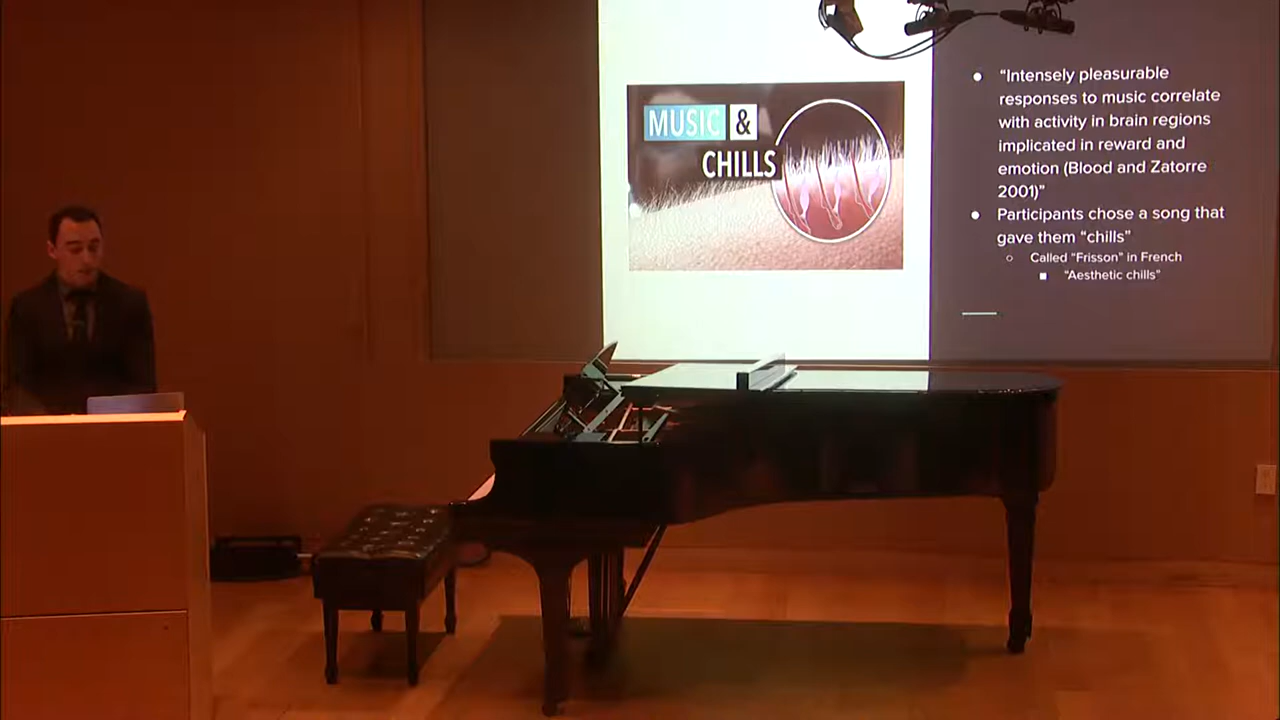 MUSIC &
CHILLS
● “Intensely pleasurable
responses to music correlate
with activity in brain regions
implicated in reward and
emotion (Blood and Zatorre
2001)”
● Participants chose a song that
gave them “chills”
○ Called “Frisson” in French
■ “Aesthetic chills”